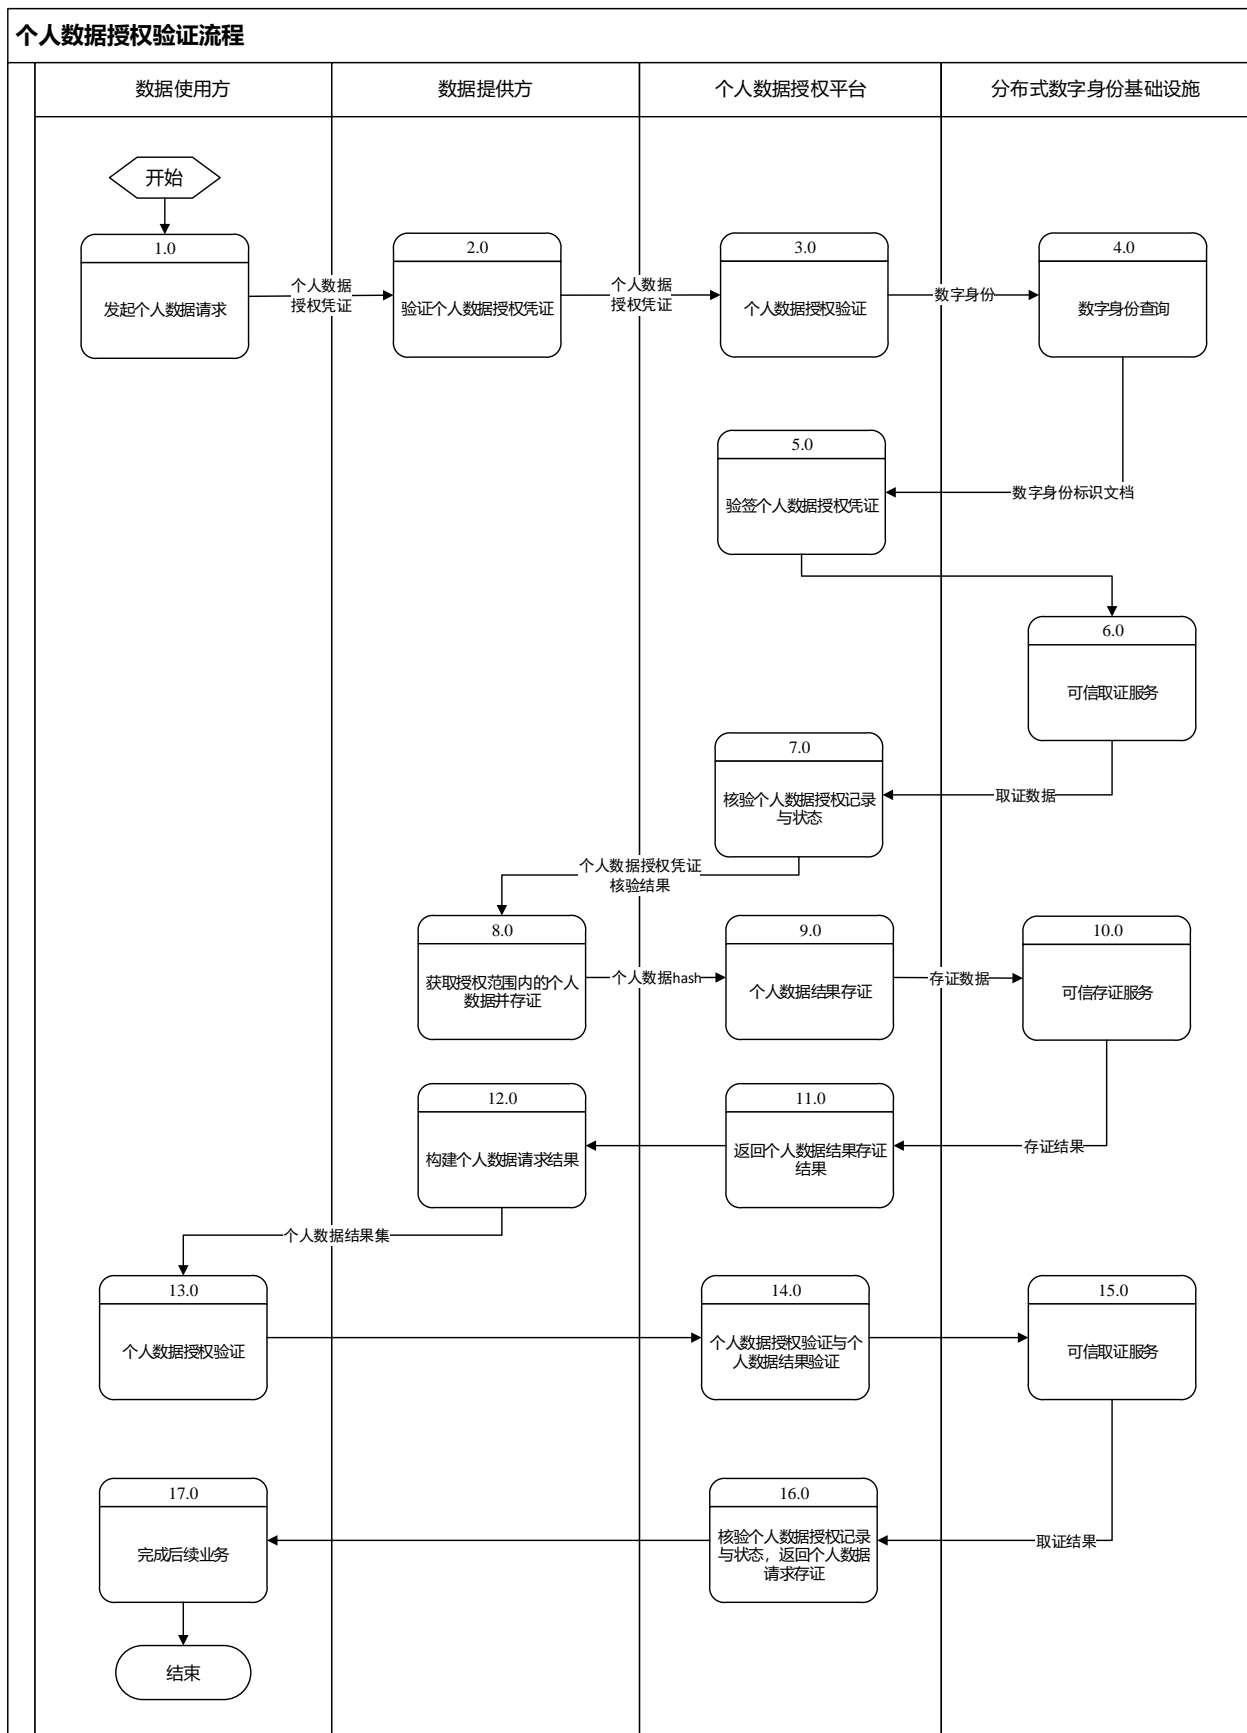 个人数据授权验证流程
数据使用方
数据提供方
个人数据授权平台
分布式数字身份基础设施
开始
1.0
发起个人数据请求
个人数据
授权凭证
2.0
验证个人数据授权凭证
个人数据
授权凭证
3.0
个人数据授权验证
数字身份
4.0
数字身份查询
5.0
验签个人数据授权凭证
数字身份标识文档
6.0
可信取证服务
7.0
核验个人数据授权记录
与状态
取证数据
个人数据授权凭证
核验结果
8.0
获取授权范围内的个人
数据并存证
个人数据hash
9.0
个人数据结果存证
存证数据
10.0
可信存证服务
12.0
构建个人数据请求结果
11.0
返回个人数据结果存证
结果
存证结果
个人数据结果集
13.0
个人数据授权验证
14.0
个人数据授权验证与个
人数据结果验证
15.0
可信取证服务
17.0
完成后续业务
16.0
核验个人数据授权记录
与状态，返回个人数据
请求存证
取证结果
结束